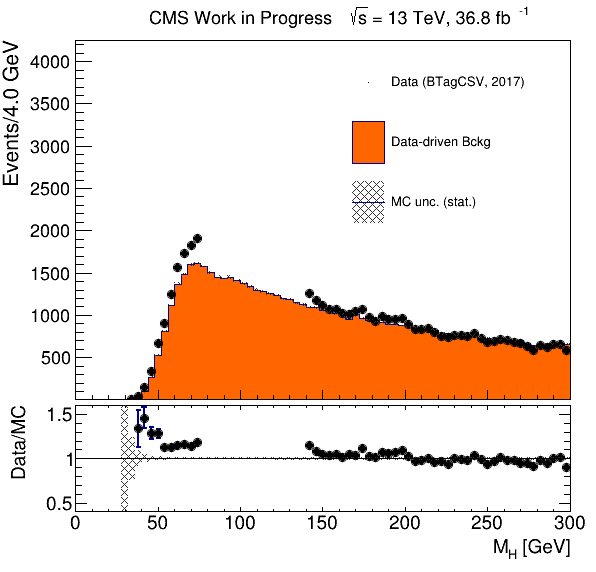 CMS Work in Progress √s = 13 TeV, 36.8 fb -1
Events/4.0 GeV
4000
3500
3000
2500
2000
1500
1000
500
Data (BTagCSV, 2017)
Data-driven Bckg
MC unc. (stat.)
Data/MC
1.5
1
0.5
0 50 100 150 200 250 300
M_H [GeV]